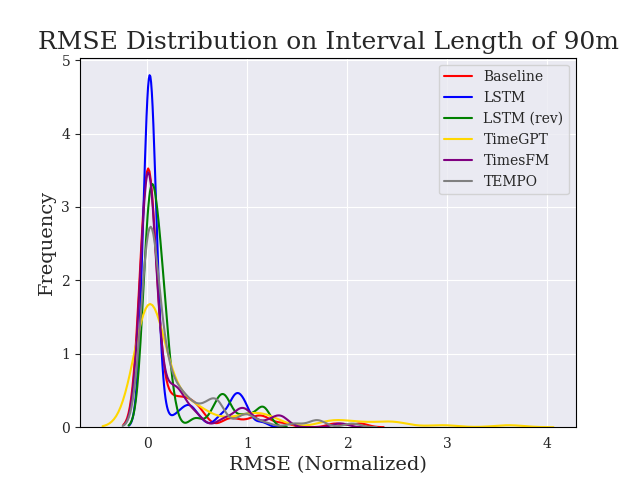 RMSE Distribution on Interval Length of 90m
Baseline
LSTM
LSTM (rev)
TimeGPT
TimesFM
TEMPO
Frequency
5
4
3
2
1
0
0
1
2
3
4
RMSE (Normalized)